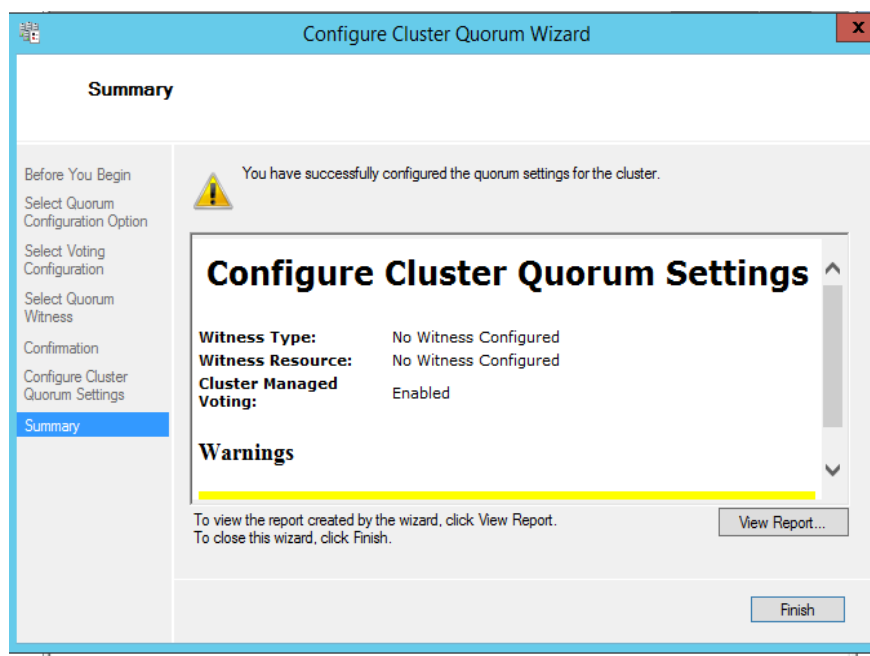 Configure Cluster Quorum Wizard
x
Summary
Before You Begin
Select Quorum
Configuration Option
Select Voting
Configuration
Select Quorum
Witness
Confirmation
Configure Cluster
Quorum Settings
Summary
You have successfully configured the quorum settings for the cluster.
Configure Cluster Quorum Settings
Witness Type: No Witness Configured
Witness Resource: No Witness Configured
Cluster Managed
Voting: Enabled
Warnings
To view the report created by the wizard, click View Report.
To close this wizard, click Finish.
View Report...
Finish